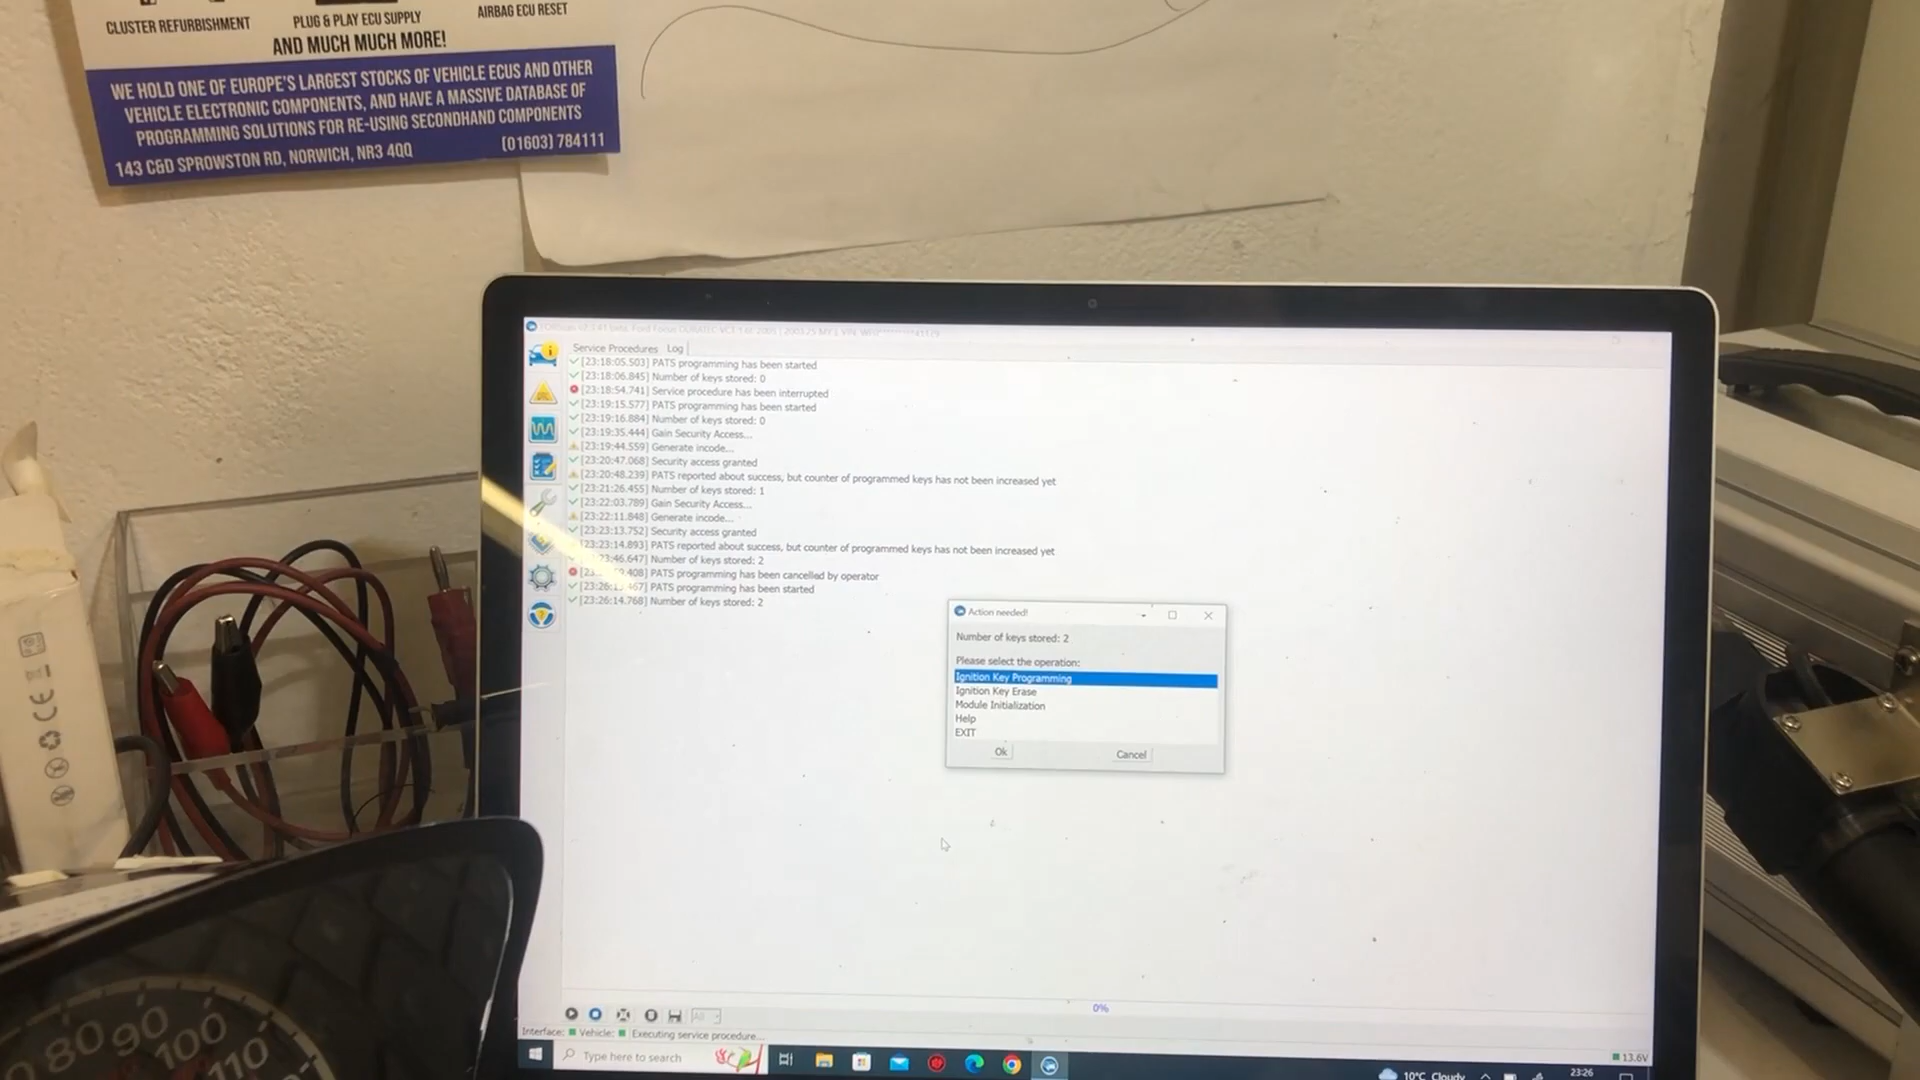 CLUSTER REFURBISHMENT
PLUG & PLAY ECU SUPPLY
AIRBAG ECU RESET
AND MUCH MUCH MORE!
WE HOLD ONE OF EUROPE'S LARGEST STOCKS OF VEHICLE ECUS AND OTHER
VEHICLE ELECTRONIC COMPONENTS, AND HAVE A MASSIVE DATABASE OF
PROGRAMMING SOLUTIONS FOR RE-USING SECONDHAND COMPONENTS
143 C&D SPROWSTON RD, NORWICH, NR3 4QQ
(01603) 784111
Service Procedures Log
[23:18:05.503] PATS programming has been started
[23:18:06.845] Number of keys stored: 0
[23:18:54.741] Service procedure has been interrupted
[23:19:15.577] PATS programming has been started
[23:19:16.884] Number of keys stored: 0
[23:19:35.444] Gain Security Access...
[23:19:44.559] Generate incode...
[23:20:47.068] Security access granted
[23:20:48.239] PATS reported about success, but counter of programmed keys has not been increased yet
[23:21:26.455] Number of keys stored: 1
[23:22:03.789] Gain Security Access...
[23:22:11.848] Generate incode...
[23:23:13.752] Security access granted
[23:23:14.893] PATS reported about success, but counter of programmed keys has not been increased yet
Number of keys stored: 2
PATS programming has been cancelled by operator
PATS programming has been started
[23:26:14.768] Number of keys stored: 2
Action needed!
Number of keys stored: 2
Please select the operation:
Ignition Key Programming
Ignition Key Erase
Module Initialization
Help
EXIT
Ok
Cancel
0%
All
Interface: Vehicle: Executing service procedure...
13.6V
Type here to search
10°C Cloudy
23:26
CE
80
90
100
110